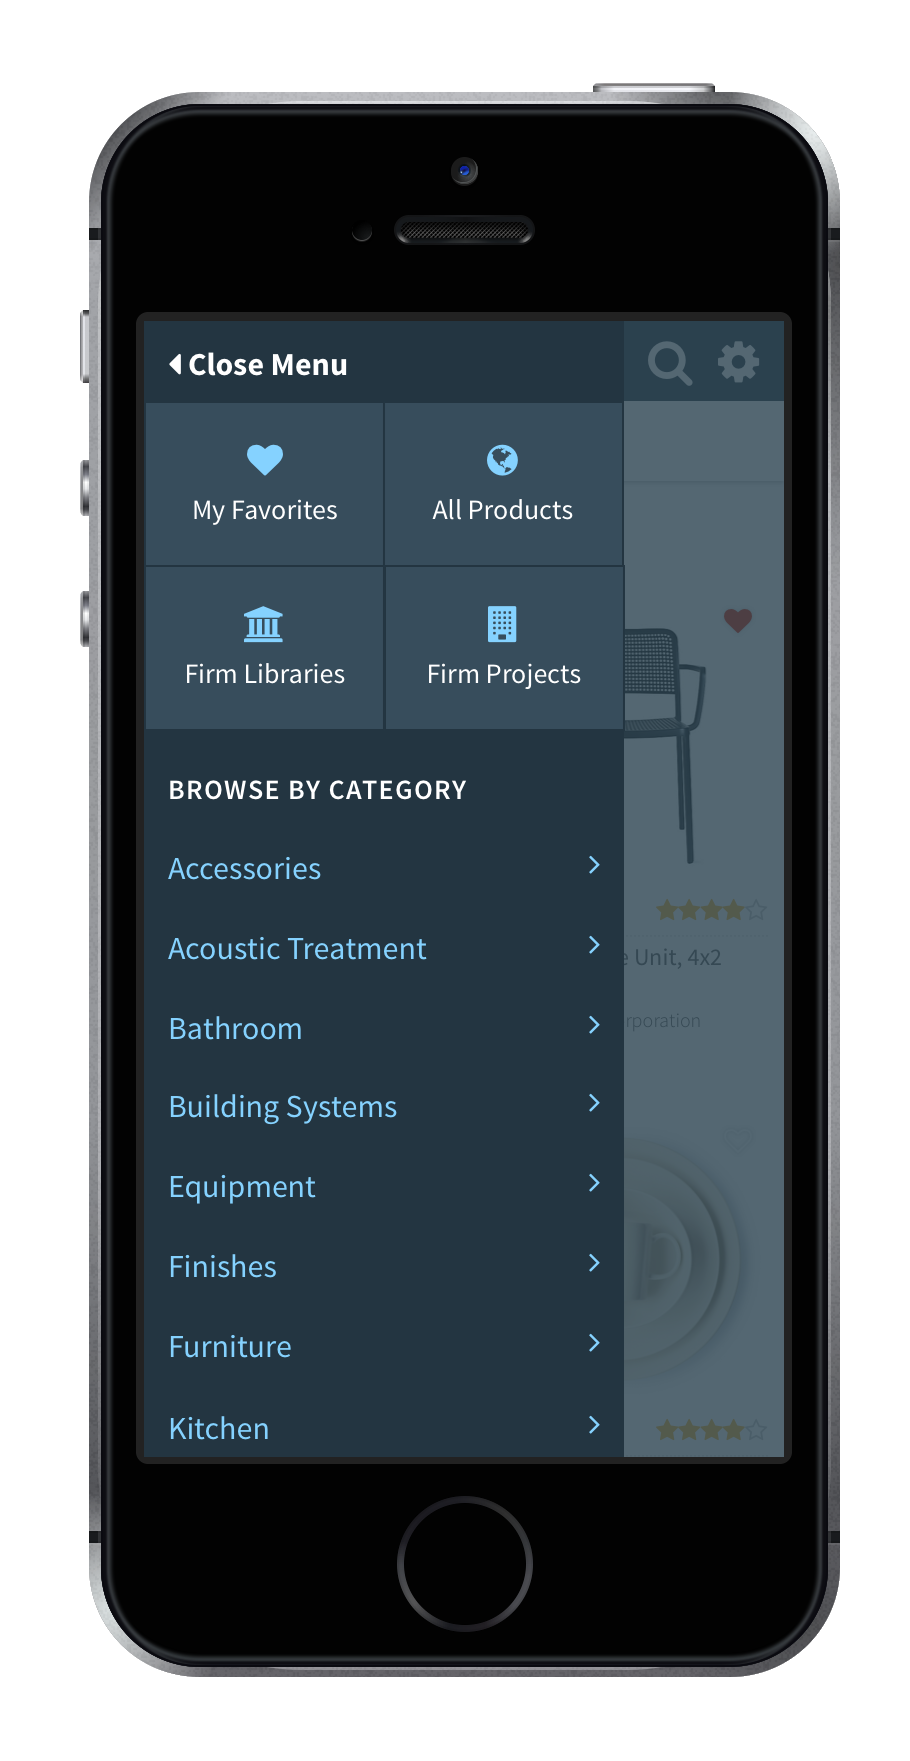 Close Menu
My Favorites
All Products
Firm Libraries
Firm Projects
BROWSE BY CATEGORY
Accessories
Acoustic Treatment
Bathroom
Building Systems
Equipment
Finishes
Furniture
Kitchen
e Unit, 4x2
rporation